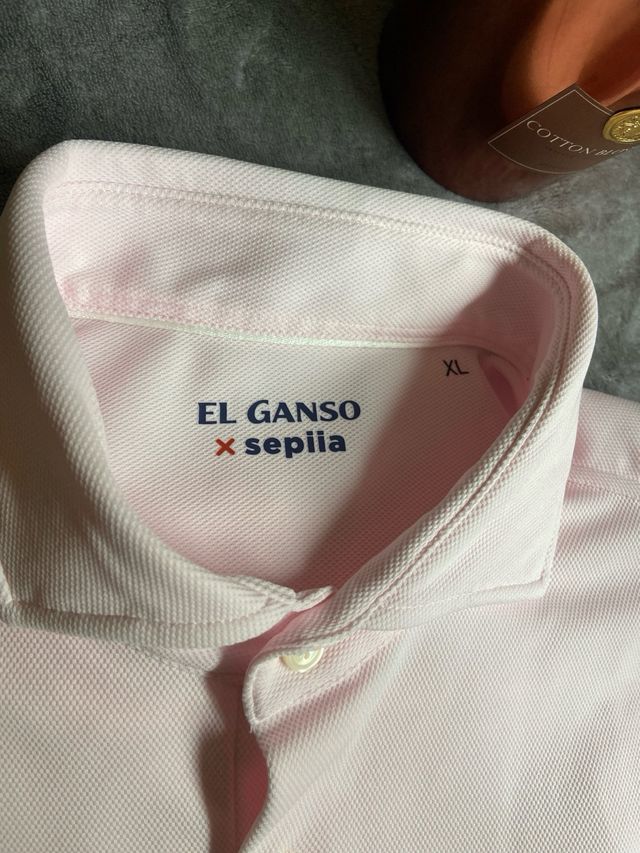 COTTON
XL
EL GANSO
× sepiia